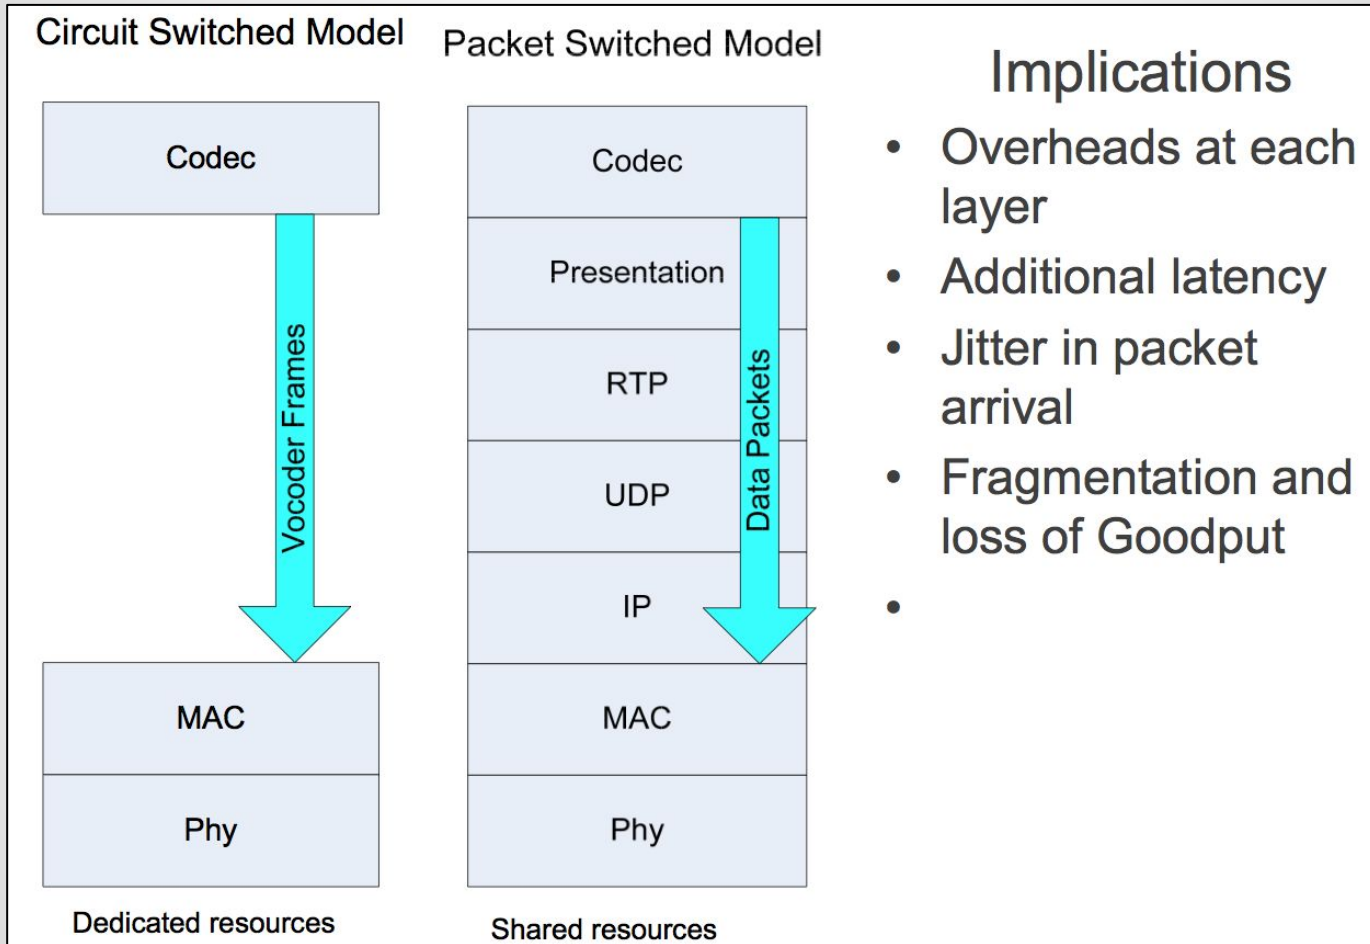 Circuit Switched Model
Codec
Vocoder Frames
MAC
Phy
Dedicated resources
Packet Switched Model
Codec
Presentation
RTP
UDP
IP
Data Packets
MAC
Phy
Shared resources
Implications
• Overheads at each
layer
• Additional latency
• Jitter in packet
arrival
• Fragmentation and
loss of Goodput
•